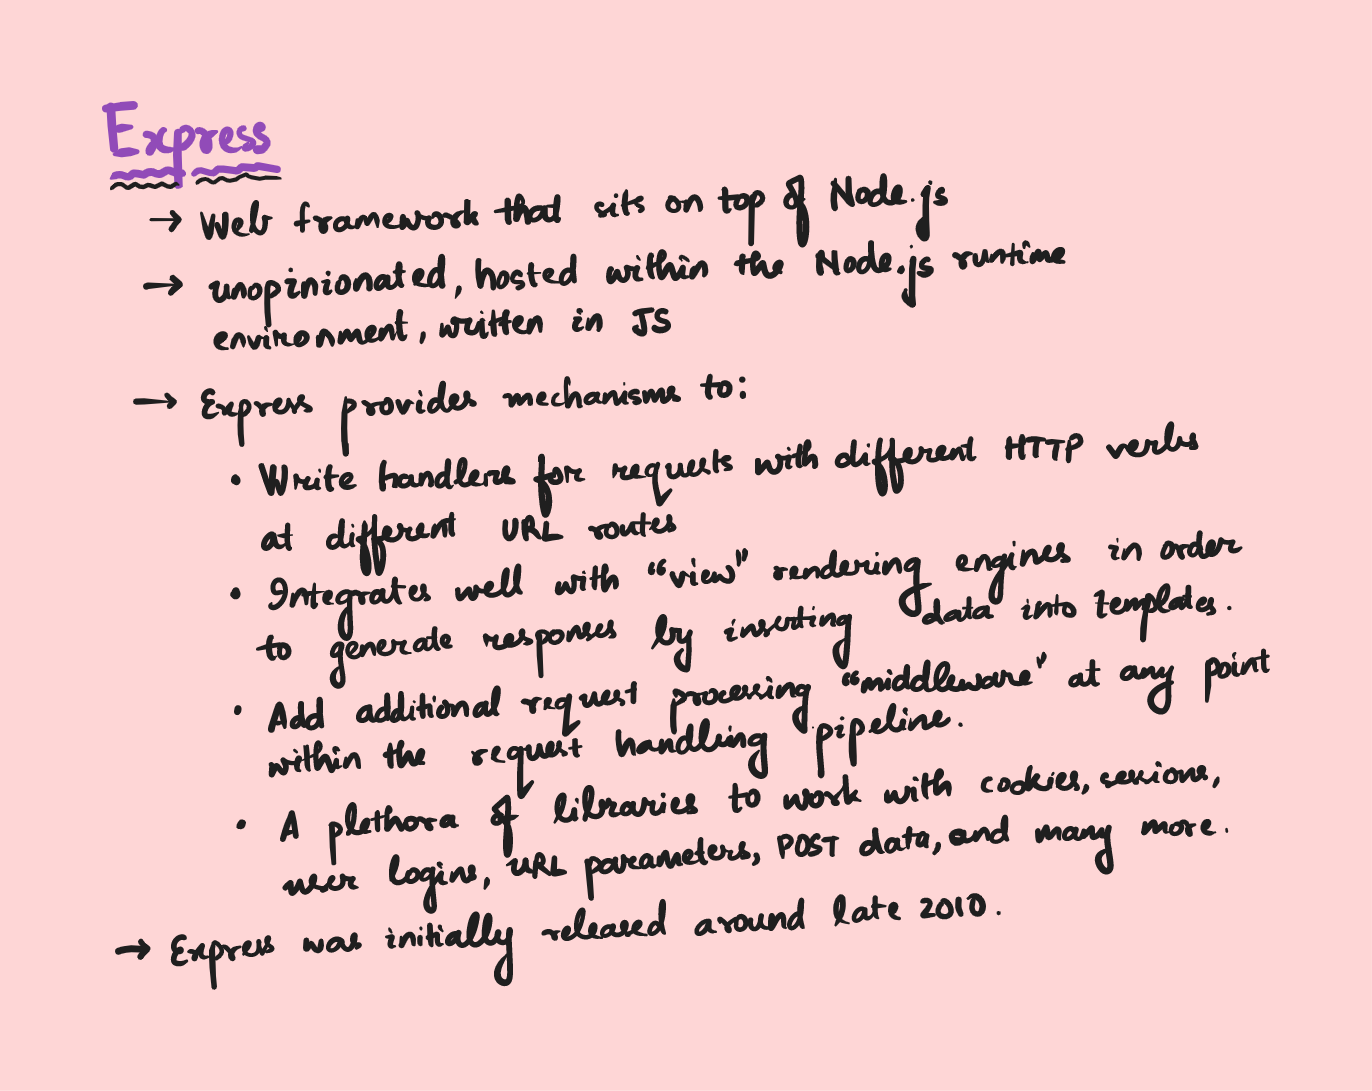 Express
→ Web framework that sits on top of Node.js
→ unopinionated, hosted within the Node.js runtime
environment, written in JS
→ Express provides mechanisms to:
• Write handlers for requests with different HTTP verbs
at different URL routes
• Integrates well with “view” rendering engines in order
to generate responses by inserting data into templates.
• Add additional request processing “middleware” at any point
within the request handling pipeline.
• A plethora of libraries to work with cookies, sessions,
user logins, URL parameters, POST data, and many more.
→ Express was initially released around late 2010.